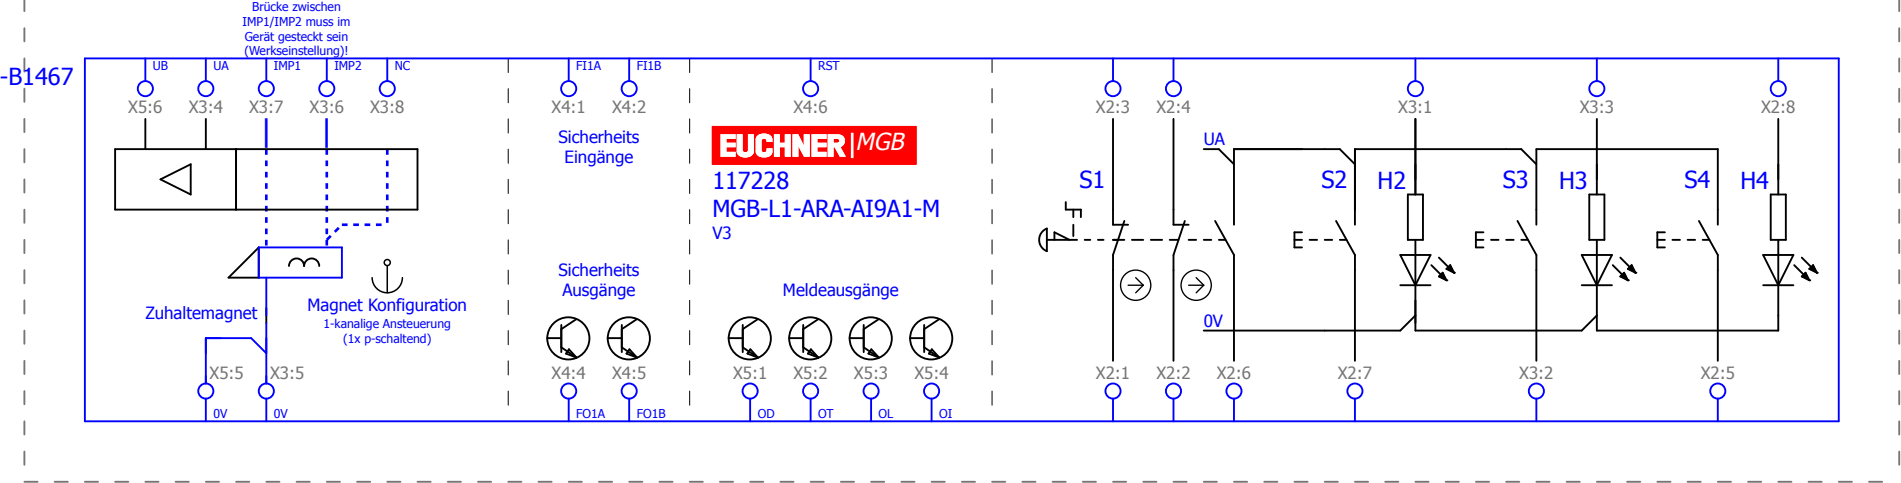 Brücke zwischen
IMP1/IMP2 muss im
Gerät gesteckt sein
(Werkseinstellung)!
-B1467
UB UA IMP1 IMP2 NC FI1A FI1B RST
X5:6 X3:4 X3:7 X3:6 X3:8 X4:1 X4:2 X4:6 X2:3 X2:4 X3:1 X3:3 X2:8
Sicherheits
Eingänge
EUCHNER|MGB
117228
MGB-L1-ARA-AI9A1-M
V3
UA
S1 S2 H2 S3 H3 S4 H4
Sicherheits
Ausgänge
Meldeausgänge
Zuhaltemagnet
Magnet Konfiguration
1-kanalige Ansteuerung
(1x p-schaltend)
0V
X5:5 X3:5 X4:4 X4:5 X5:1 X5:2 X5:3 X5:4 X2:1 X2:2 X2:6 X2:7 X3:2 X2:5
0V 0V FO1A FO1B OD OT OL OI